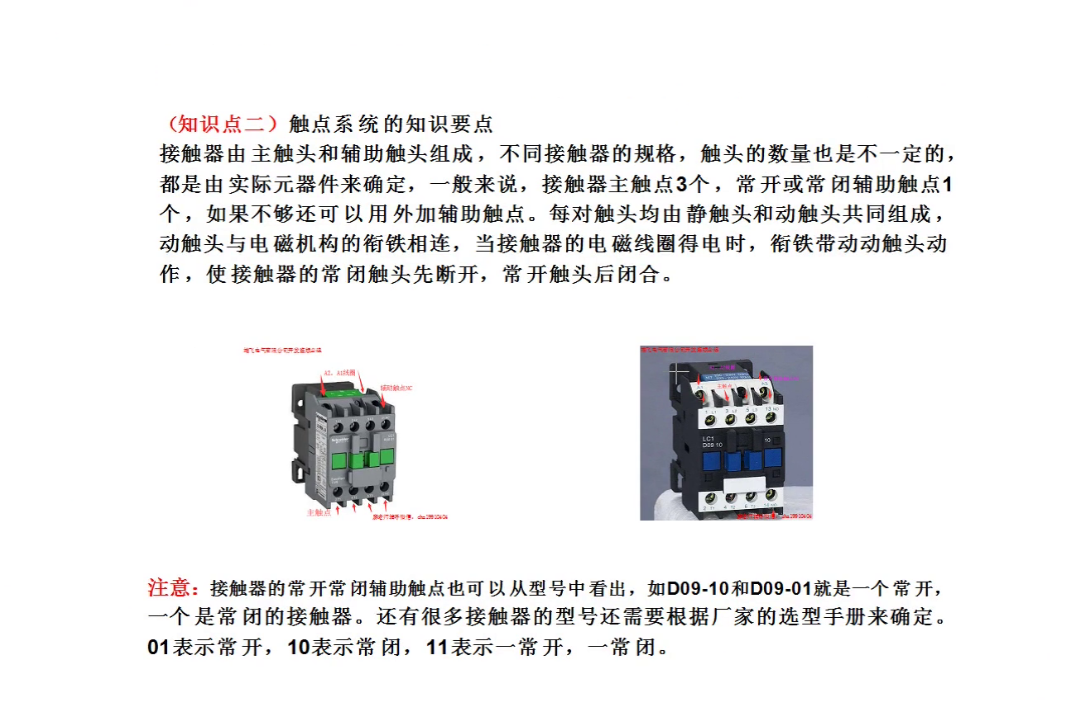 （知识点二）触点系统的知识要点
接触器由主触头和辅助触头组成，不同接触器的规格，触头的数量也是不一定的，
都是由实际元器件来确定，一般来说，接触器主触点3个，常开或常闭辅助触点1
个，如果不够还可以用外加辅助触点。每对触头均由静触头和动触头共同组成，
动触头与电磁机构的衔铁相连，当接触器的电磁线圈得电时，衔铁带动动触头动
作，使接触器的常闭触头先断开，常开触头后闭合。
A2、A1线圈
辅助触点NC
主触点
主触点
LC1
D09 10
注意：接触器的常开常闭辅助触点也可以从型号中看出，如D09-10和D09-01就是一个常开，
一个是常闭的接触器。还有很多接触器的型号还需要根据厂家的选型手册来确定。
01表示常开，10表示常闭，11表示一常开，一常闭。